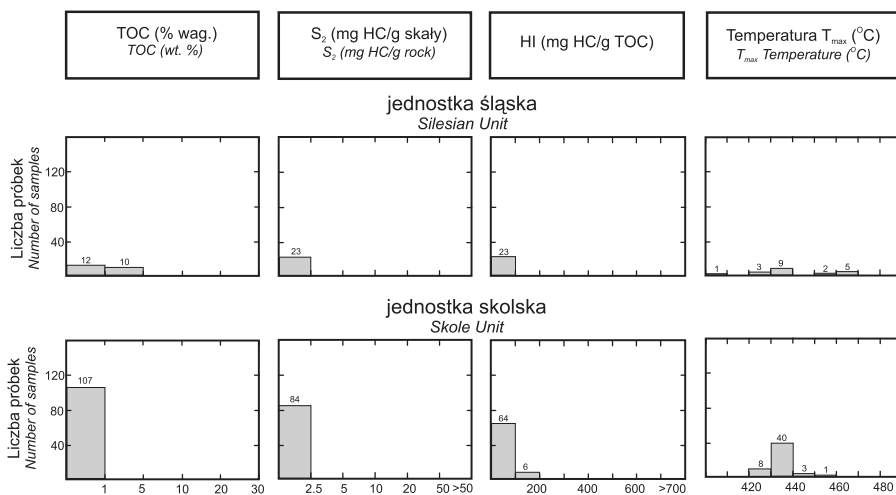 TOC (% wag.)
TOC (wt. %)
S2 (mg HC/g skały)
S2 (mg HC/g rock)
HI (mg HC/g TOC)
Temperatura Tmax (°C)
Tmax Temperature (°C)
jednostka śląska
Silesian Unit
Liczba próbek
Number of samples
120
80
40
12
10
23
23
1
3
9
2
5
jednostka skolska
Skole Unit
Liczba próbek
Number of samples
120
80
40
107
84
64
6
8
40
3
1
1 5 10 20 30
2.5 5 10 20 50 >50
200 400 600 >700
420 440 460 480